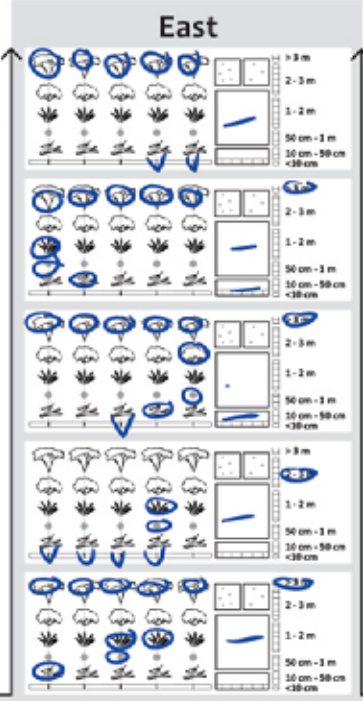 East
> 3 m
2 - 3 m
1 - 2 m
50 cm - 1 m
10 cm - 50 cm
<10 cm
2 - 3 m
1 - 2 m
50 cm - 1 m
10 cm - 50 cm
<10 cm
2 - 3 m
1 - 2 m
50 cm - 1 m
10 cm - 50 cm
<10 cm
> 3 m
1 - 2 m
50 cm - 1 m
10 cm - 50 cm
<10 cm
> 3 m
2 - 3 m
1 - 2 m
50 cm - 1 m
10 cm - 50 cm
<10 cm